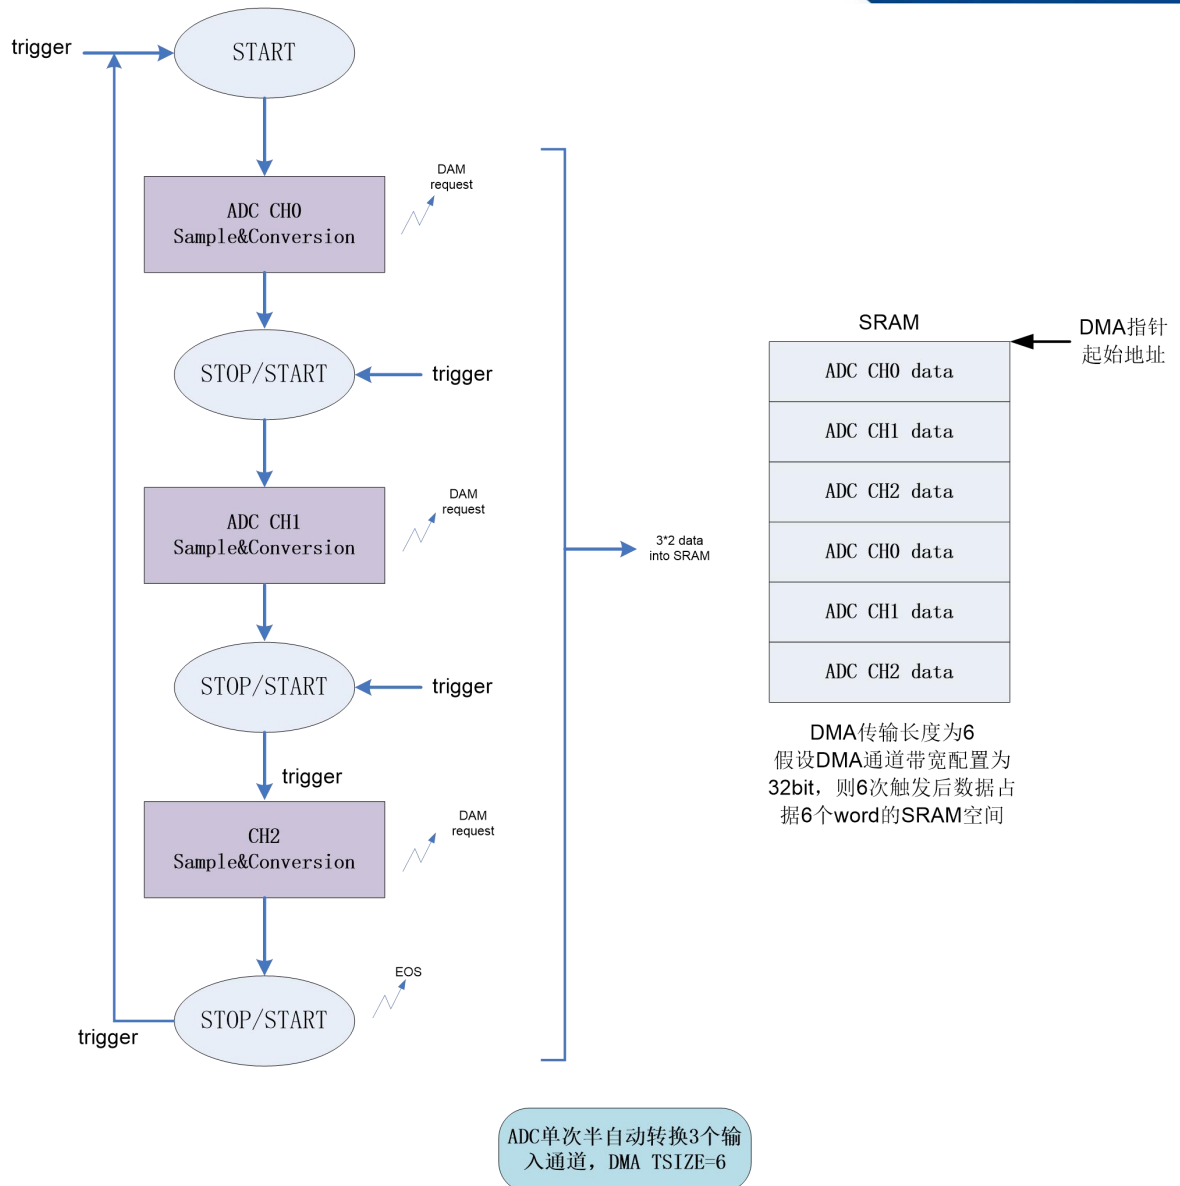 trigger
START
DAM
request
ADC CH0
Sample&Conversion
STOP/START
trigger
DAM
request
ADC CH1
Sample&Conversion
STOP/START
trigger
trigger
DAM
request
CH2
Sample&Conversion
EOS
STOP/START
trigger
3*2 data
into SRAM
SRAM
DMA指针
起始地址
ADC CH0 data
ADC CH1 data
ADC CH2 data
ADC CH0 data
ADC CH1 data
ADC CH2 data
DMA传输长度为6
假设DMA通道带宽配置为
32bit，则6次触发后数据占
据6个word的SRAM空间
ADC单次半自动转换3个输
入通道，DMA TSIZE=6